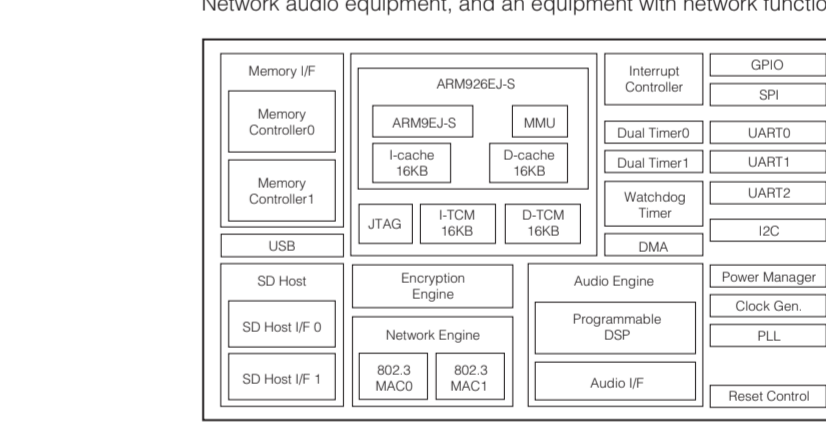 Network audio equipment, and an equipment with network functio
Memory I/F
Memory
Controller0
Memory
Controller1
USB
SD Host
SD Host I/F 0
SD Host I/F 1
ARM926EJ-S
ARM9EJ-S
MMU
I-cache
16KB
D-cache
16KB
JTAG
I-TCM
16KB
D-TCM
16KB
Encryption
Engine
Network Engine
802.3
MAC0
802.3
MAC1
Interrupt
Controller
Dual Timer0
Dual Timer1
Watchdog
Timer
DMA
Audio Engine
Programmable
DSP
Audio I/F
GPIO
SPI
UART0
UART1
UART2
I2C
Power Manager
Clock Gen.
PLL
Reset Control